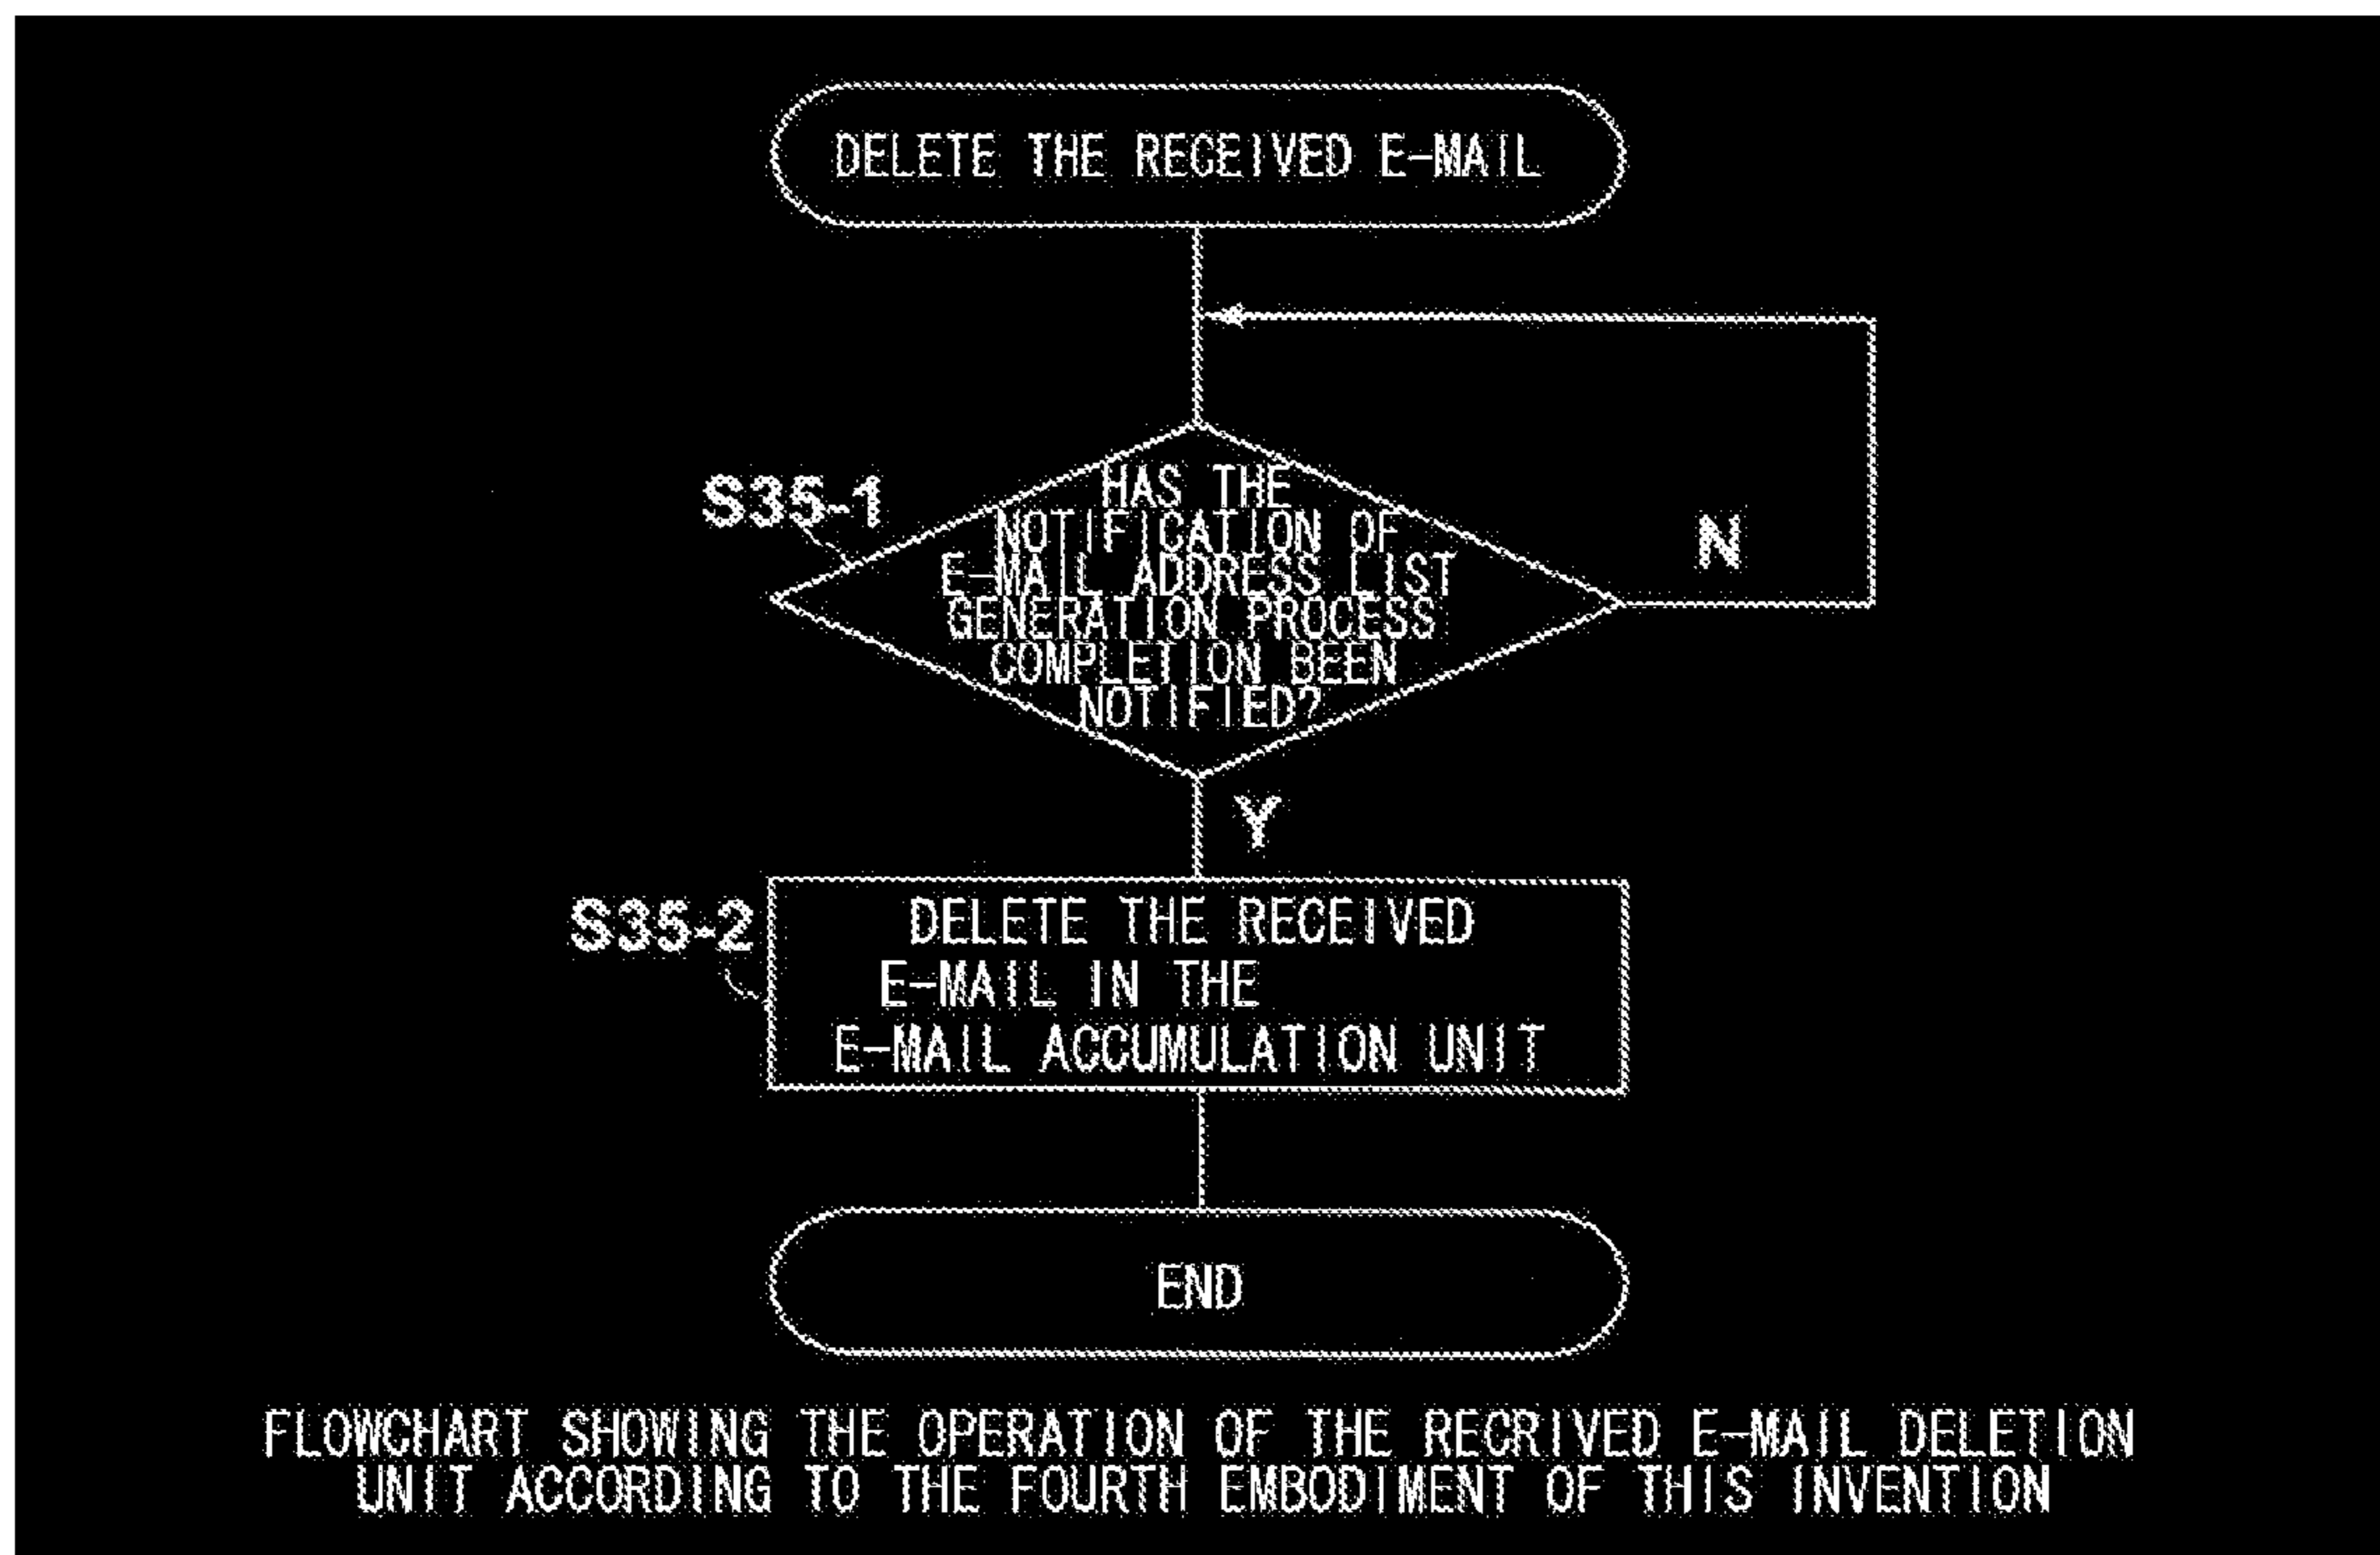 DELETE THE RECEIVED E-MAIL
S35-1
HAS THE
NOTIFICATION OF
E-MAIL ADDRESS LIST
GENERATION PROCESS
COMPLETION BEEN
NOTIFIED?
N
Y
S35-2
DELETE THE RECEIVED
E-MAIL IN THE
E-MAIL ACCUMULATION UNIT
END
FLOWCHART SHOWING THE OPERATION OF THE RECRIVED E-MAIL DELETION
UNIT ACCORDING TO THE FOURTH EMBODIMENT OF THIS INVENTION